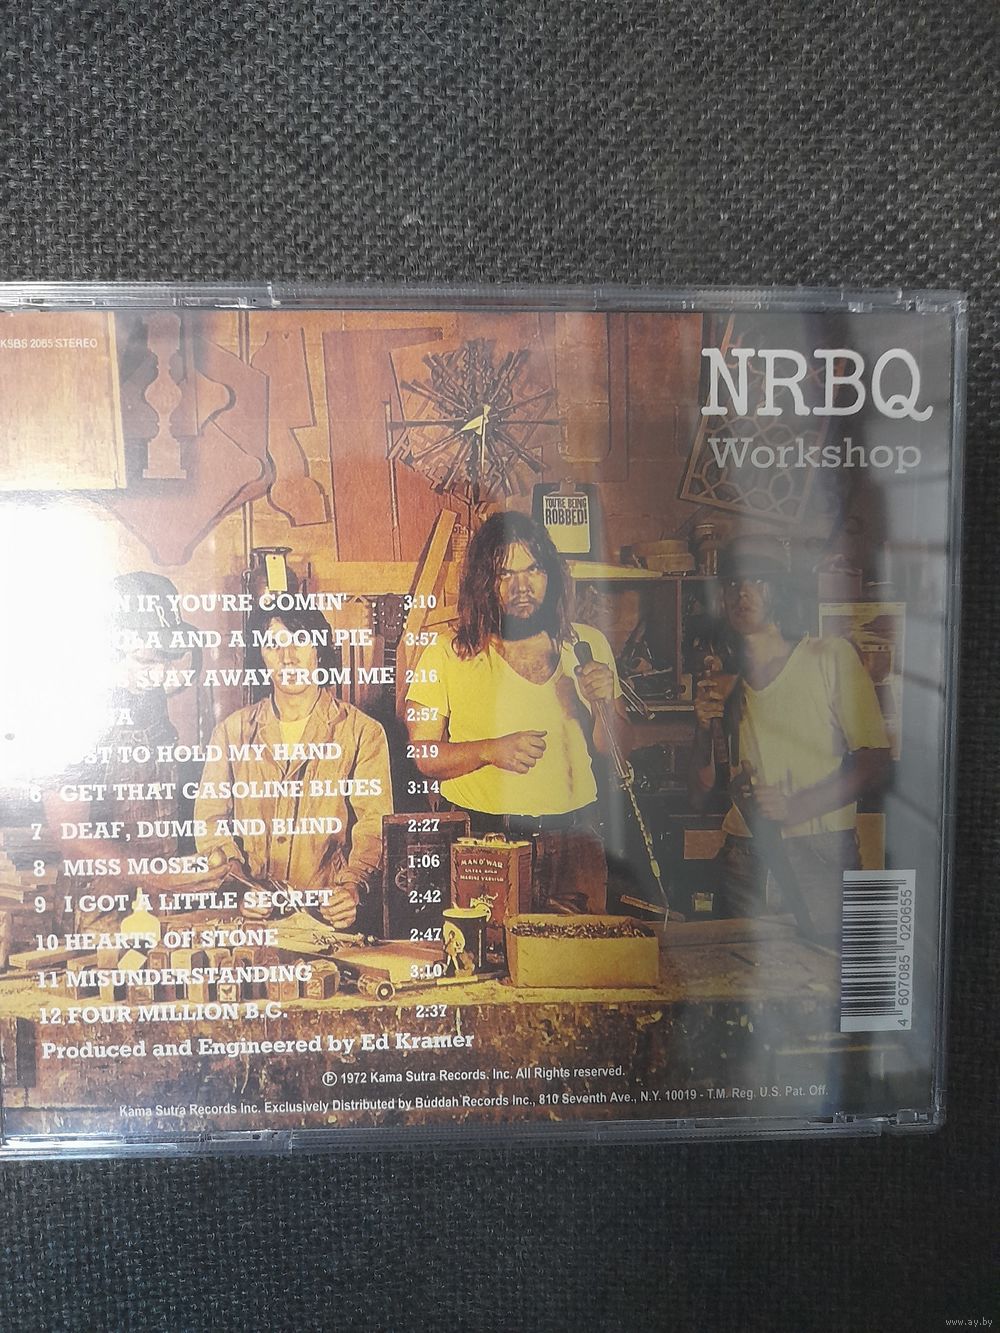 KSBS 2065 STEREO
NRBQ
Workshop
YOU'RE BEING
ROBBED!
IF YOU'RE COMIN' 3:10
AND A MOON PIE 3:57
STAY AWAY FROM ME 2:16
2:57
TO HOLD MY HAND 2:19
6 GET THAT GASOLINE BLUES 3:14
7 DEAF, DUMB AND BLIND 2:27
8 MISS MOSES 1:06
9 I GOT A LITTLE SECRET 2:42
10 HEARTS OF STONE 2:47
11 MISUNDERSTANDING 3:10
12 FOUR MILLION B.C. 2:37
MAN O' WAR
Produced and Engineered by Ed Kramer
℗ 1972 Kama Sutra Records. Inc. All Rights reserved.
Kama Sutra Records Inc. Exclusively Distributed by Buddah Records Inc., 810 Seventh Ave., N.Y. 10019 - T.M. Reg. U.S. Pat. Off.
4 607085 020655
www.ay.by